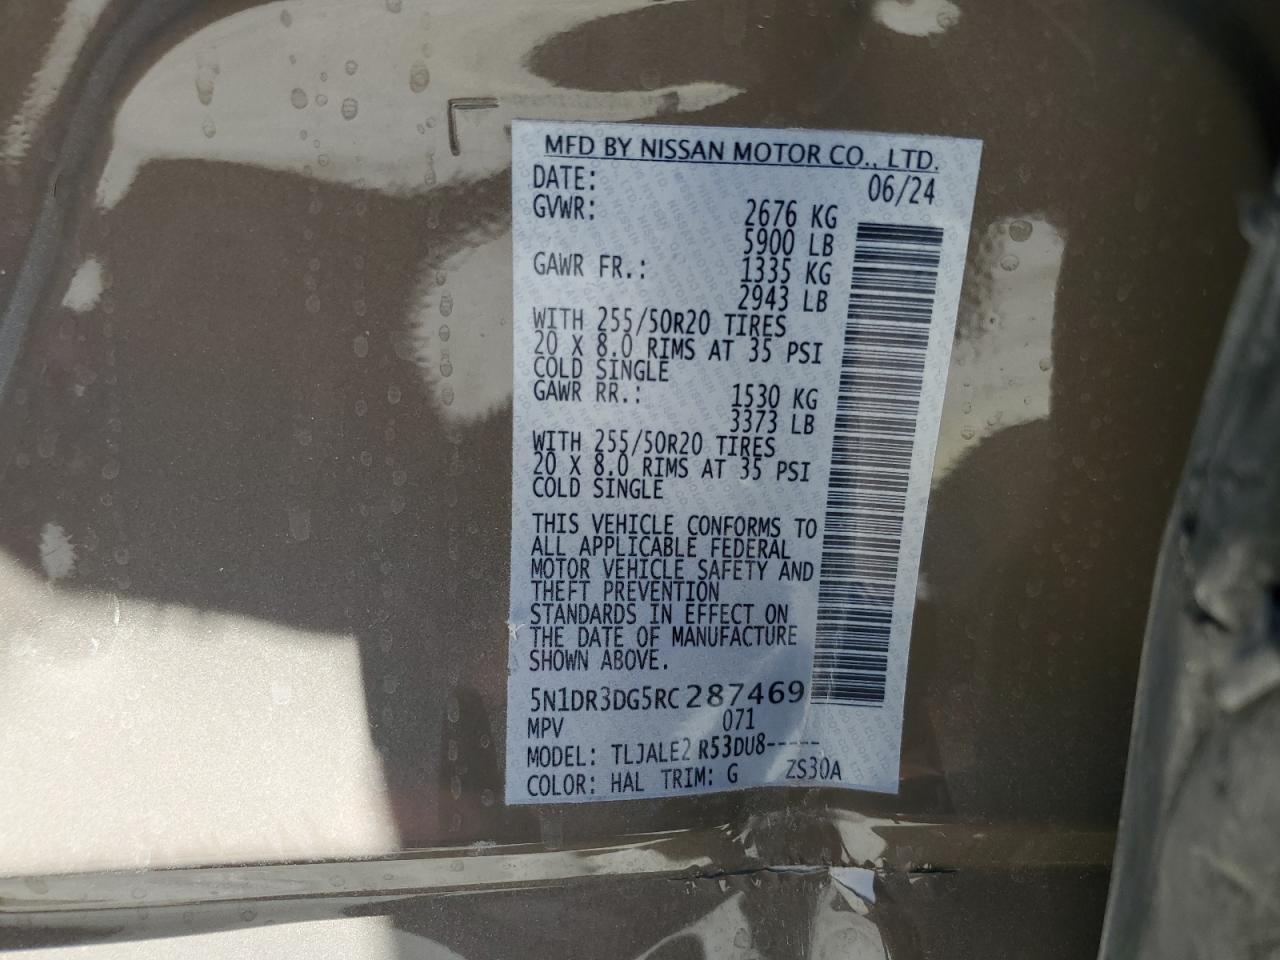 MFD BY NISSAN MOTOR CO., LTD.
DATE: 06/24
GVWR: 2676 KG
5900 LB
GAWR FR.: 1335 KG
2943 LB
WITH 255/50R20 TIRES
20 X 8.0 RIMS AT 35 PSI
COLD SINGLE
GAWR RR.: 1530 KG
3373 LB
WITH 255/50R20 TIRES
20 X 8.0 RIMS AT 35 PSI
COLD SINGLE
THIS VEHICLE CONFORMS TO
ALL APPLICABLE FEDERAL
MOTOR VEHICLE SAFETY AND
THEFT PREVENTION
STANDARDS IN EFFECT ON
THE DATE OF MANUFACTURE
SHOWN ABOVE.
5N1DR3DG5RC287469
MPV 071
MODEL: TLJALE2 R53DU8-----
COLOR: HAL TRIM: G ZS30A